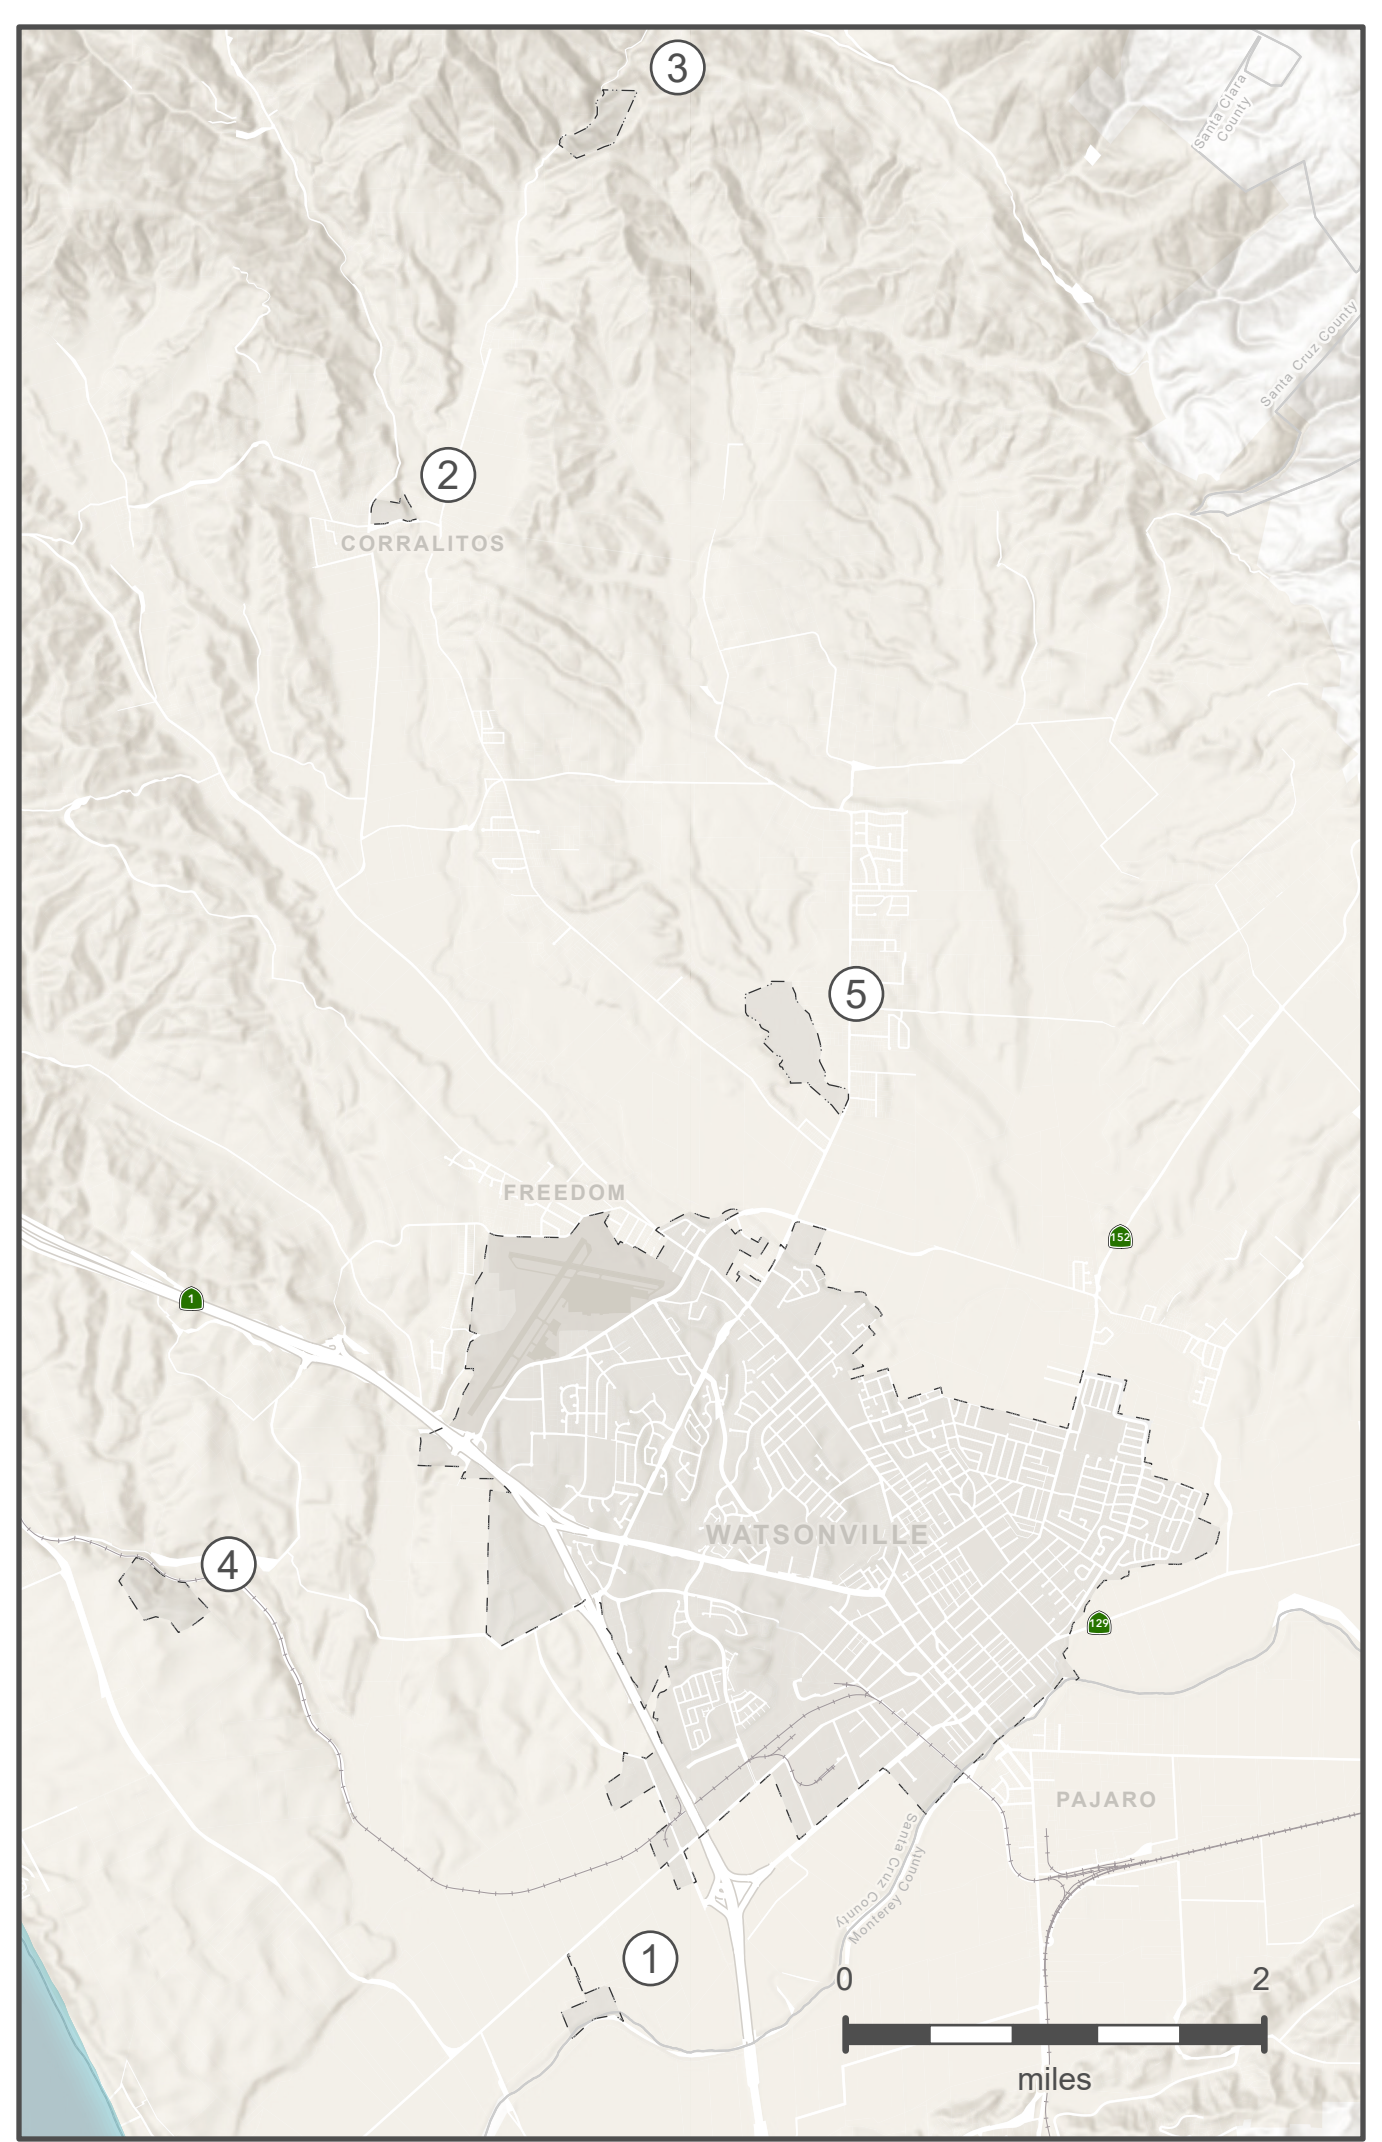 3
Santa Clara
County
Santa Cruz County
2
CORRALITOS
5
FREEDOM
152
1
WATSONVILLE
4
129
PAJARO
Santa Cruz County
Monterey County
1
0
2
miles